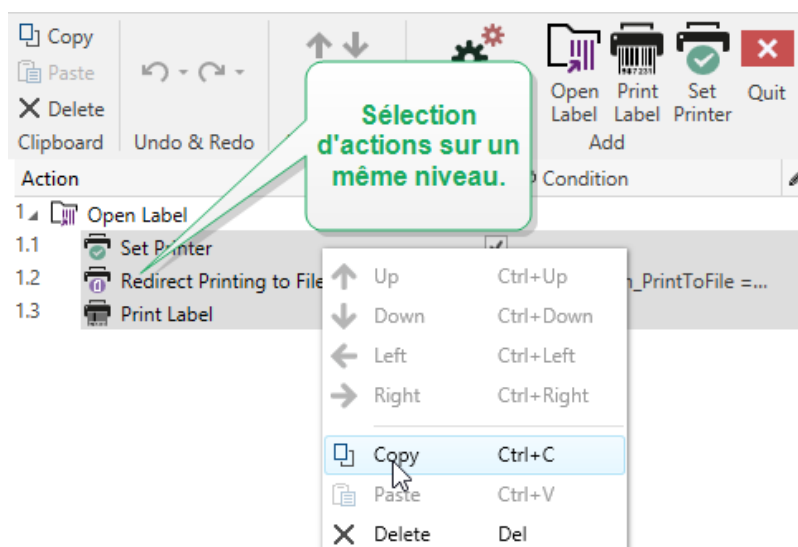 Copy
Paste
Delete
Clipboard
Undo & Redo
Open Label
Print Label
Set Printer
Quit
Add
Sélection
d'actions sur un
même niveau.
Action
Condition
1 Open Label
1.1 Set Printer
1.2 Redirect Printing to File
_PrintToFile =...
1.3 Print Label
Up Ctrl+Up
Down Ctrl+Down
Left Ctrl+Left
Right Ctrl+Right
Copy Ctrl+C
Paste Ctrl+V
Delete Del